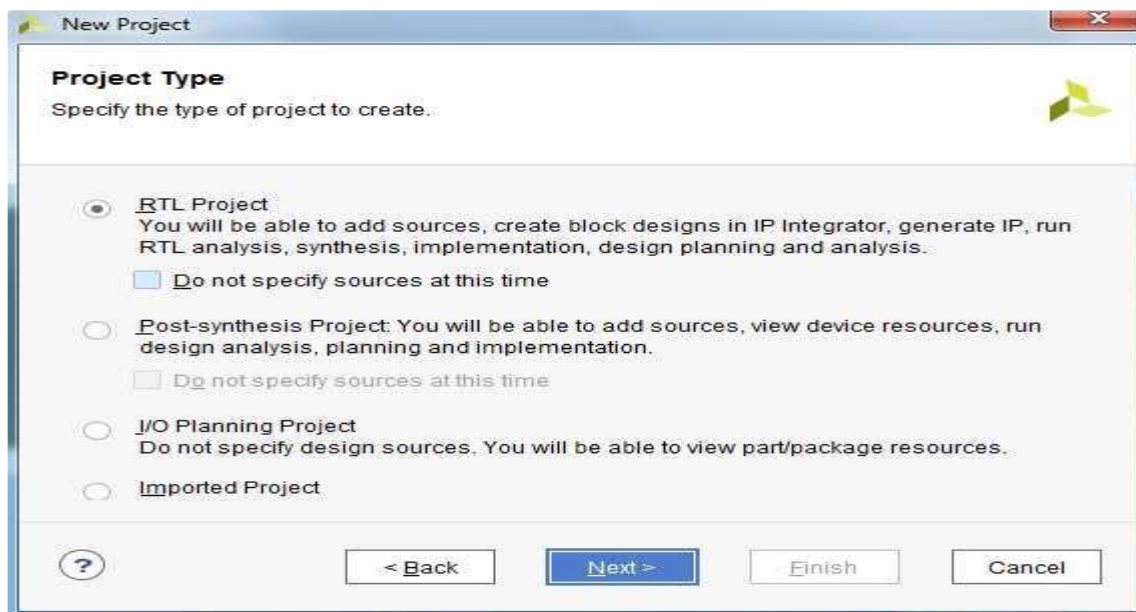 New Project
Project Type
Specify the type of project to create.
RTL Project
You will be able to add sources, create block designs in IP Integrator, generate IP, run
RTL analysis, synthesis, implementation, design planning and analysis.
Do not specify sources at this time
Post-synthesis Project: You will be able to add sources, view device resources, run
design analysis, planning and implementation.
Do not specify sources at this time
I/O Planning Project
Do not specify design sources. You will be able to view part/package resources.
Imported Project
?
< Back
Next >
Finish
Cancel